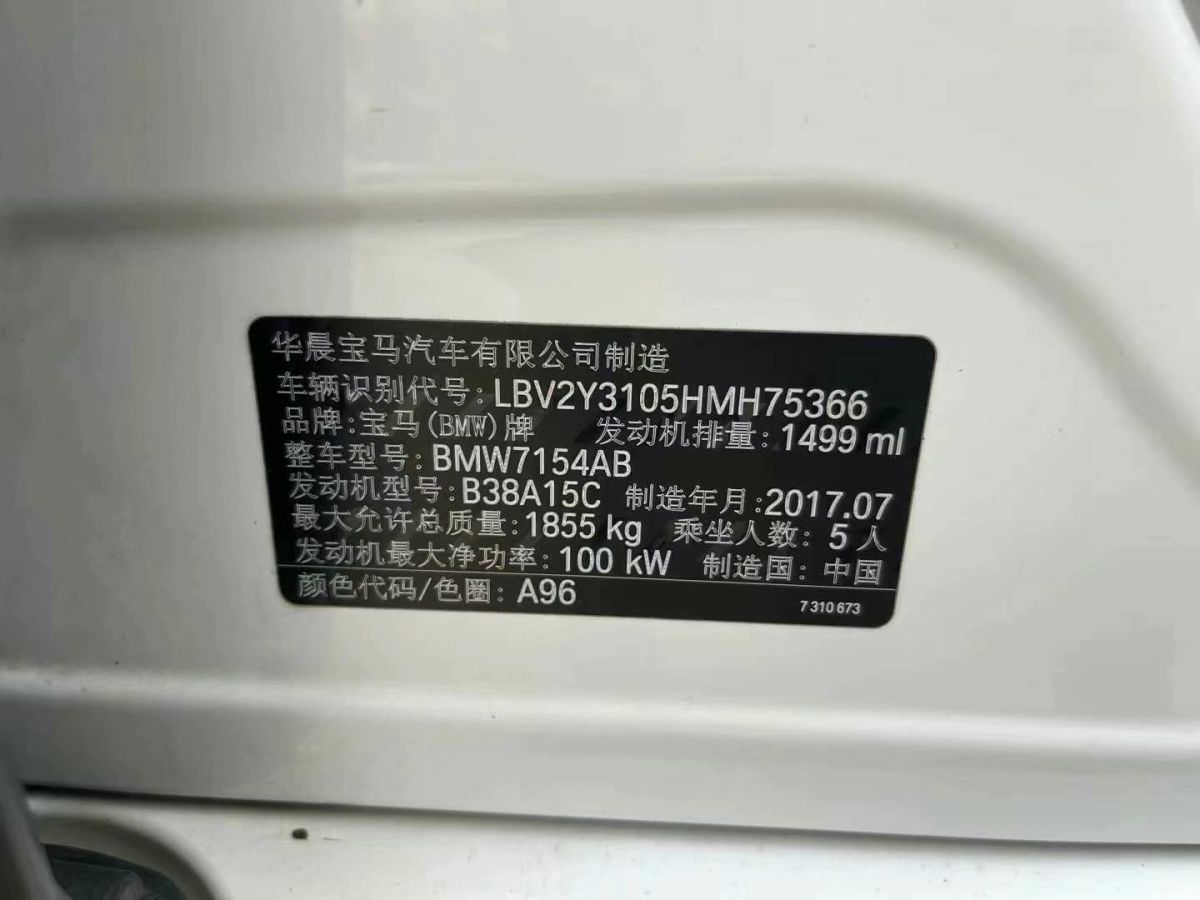 华晨宝马汽车有限公司制造
车辆识别代号: LBV2Y3105HMH75366
品牌: 宝马(BMW)牌 发动机排量: 1499 ml
整车型号: BMW7154AB
发动机型号: B38A15C 制造年月: 2017.07
最大允许总质量: 1855 kg 乘坐人数: 5 人
发动机最大净功率: 100 kW 制造国: 中国
颜色代码/色圈: A96 7 310 673